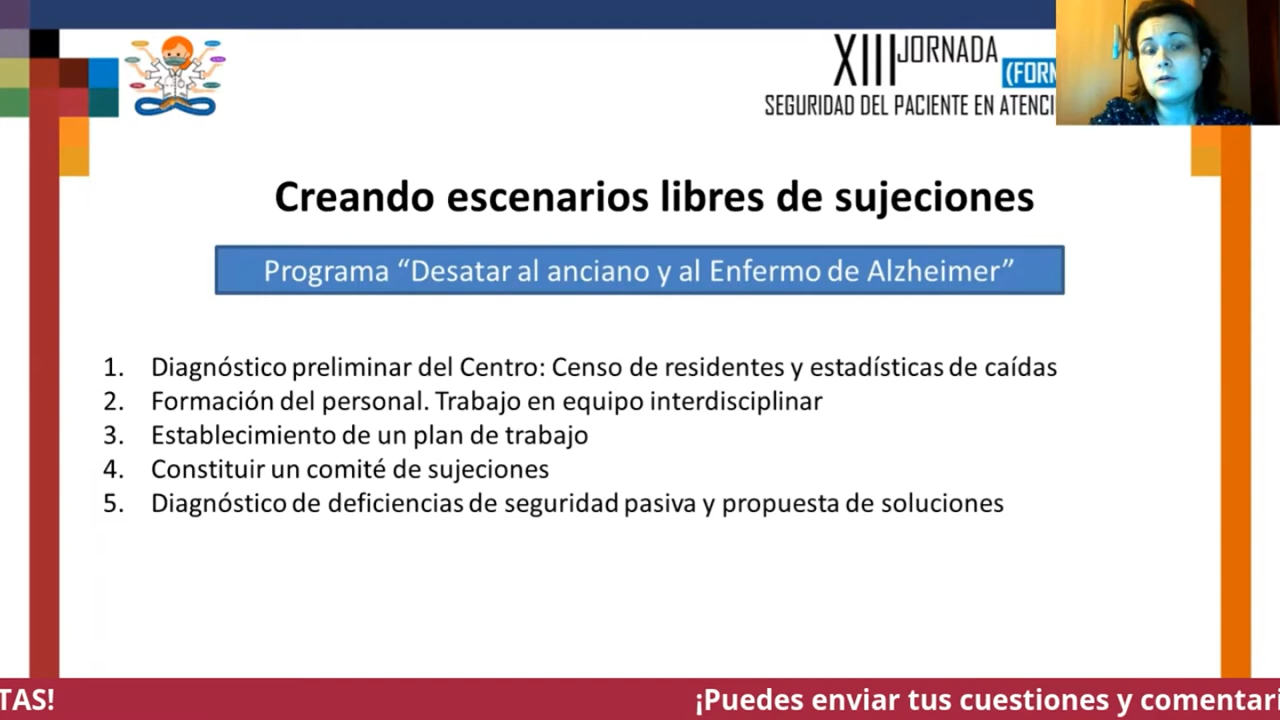 XIII JORNADA
(FORM
SEGURIDAD DEL PACIENTE EN ATENCI
Creando escenarios libres de sujeciones
Programa “Desatar al anciano y al Enfermo de Alzheimer”
1. Diagnóstico preliminar del Centro: Censo de residentes y estadísticas de caídas
2. Formación del personal. Trabajo en equipo interdisciplinar
3. Establecimiento de un plan de trabajo
4. Constituir un comité de sujeciones
5. Diagnóstico de deficiencias de seguridad pasiva y propuesta de soluciones
TAS! ¡Puedes enviar tus cuestiones y comentari